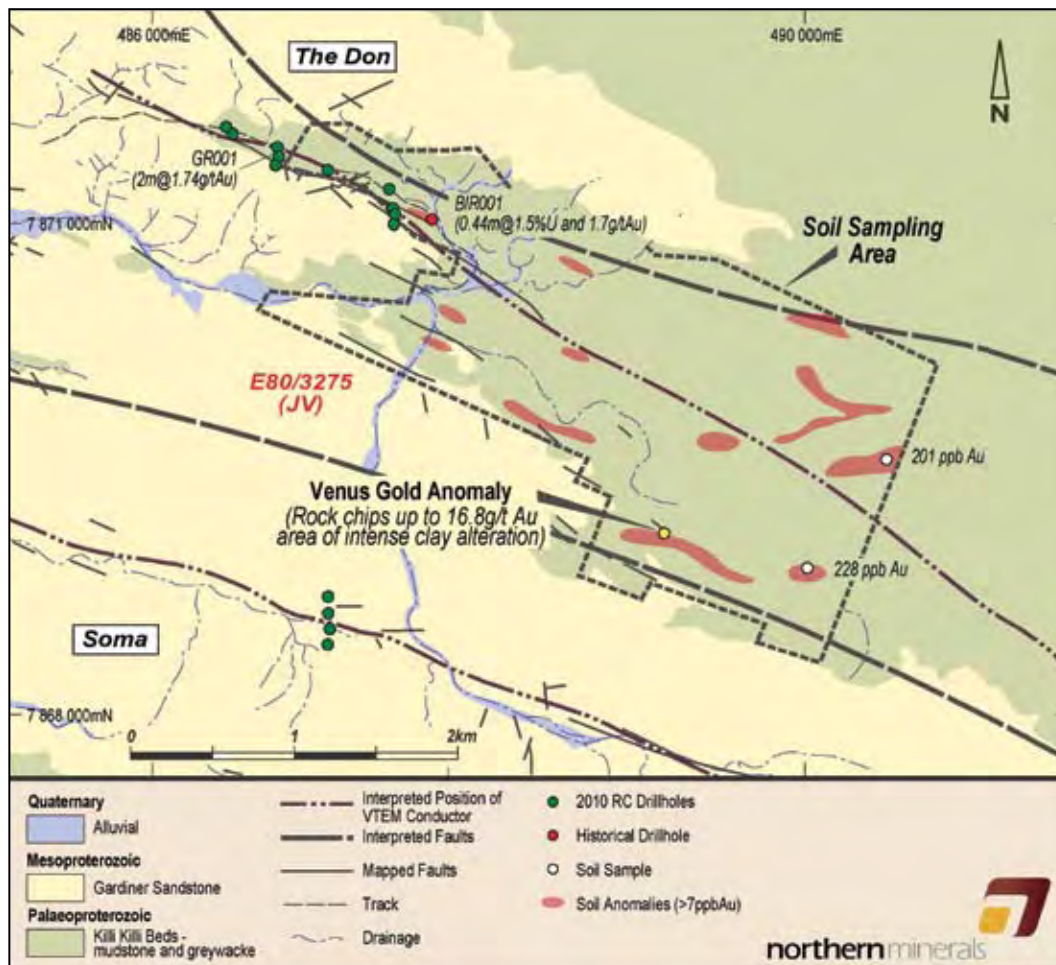 486 000mE
490 000mE
The Don
N
GR001
(2m@1.74g/tAu)
BIR001
(0.44m@1.5%U and 1.7g/tAu)
7 871 000mN
Soil Sampling
Area
E80/3275
(JV)
201 ppb Au
Venus Gold Anomaly
(Rock chips up to 16.8g/t Au
area of intense clay alteration)
228 ppb Au
Soma
7 868 000mN
0 1 2km
Quaternary
Alluvial
Mesoproterozoic
Gardiner Sandstone
Palaeoproterozoic
Killi Killi Beds -
mudstone and greywacke
Interpreted Position of
VTEM Conductor
Interpreted Faults
Mapped Faults
Track
Drainage
2010 RC Drillholes
Historical Drillhole
Soil Sample
Soil Anomalies (>7ppbAu)
northernminerals